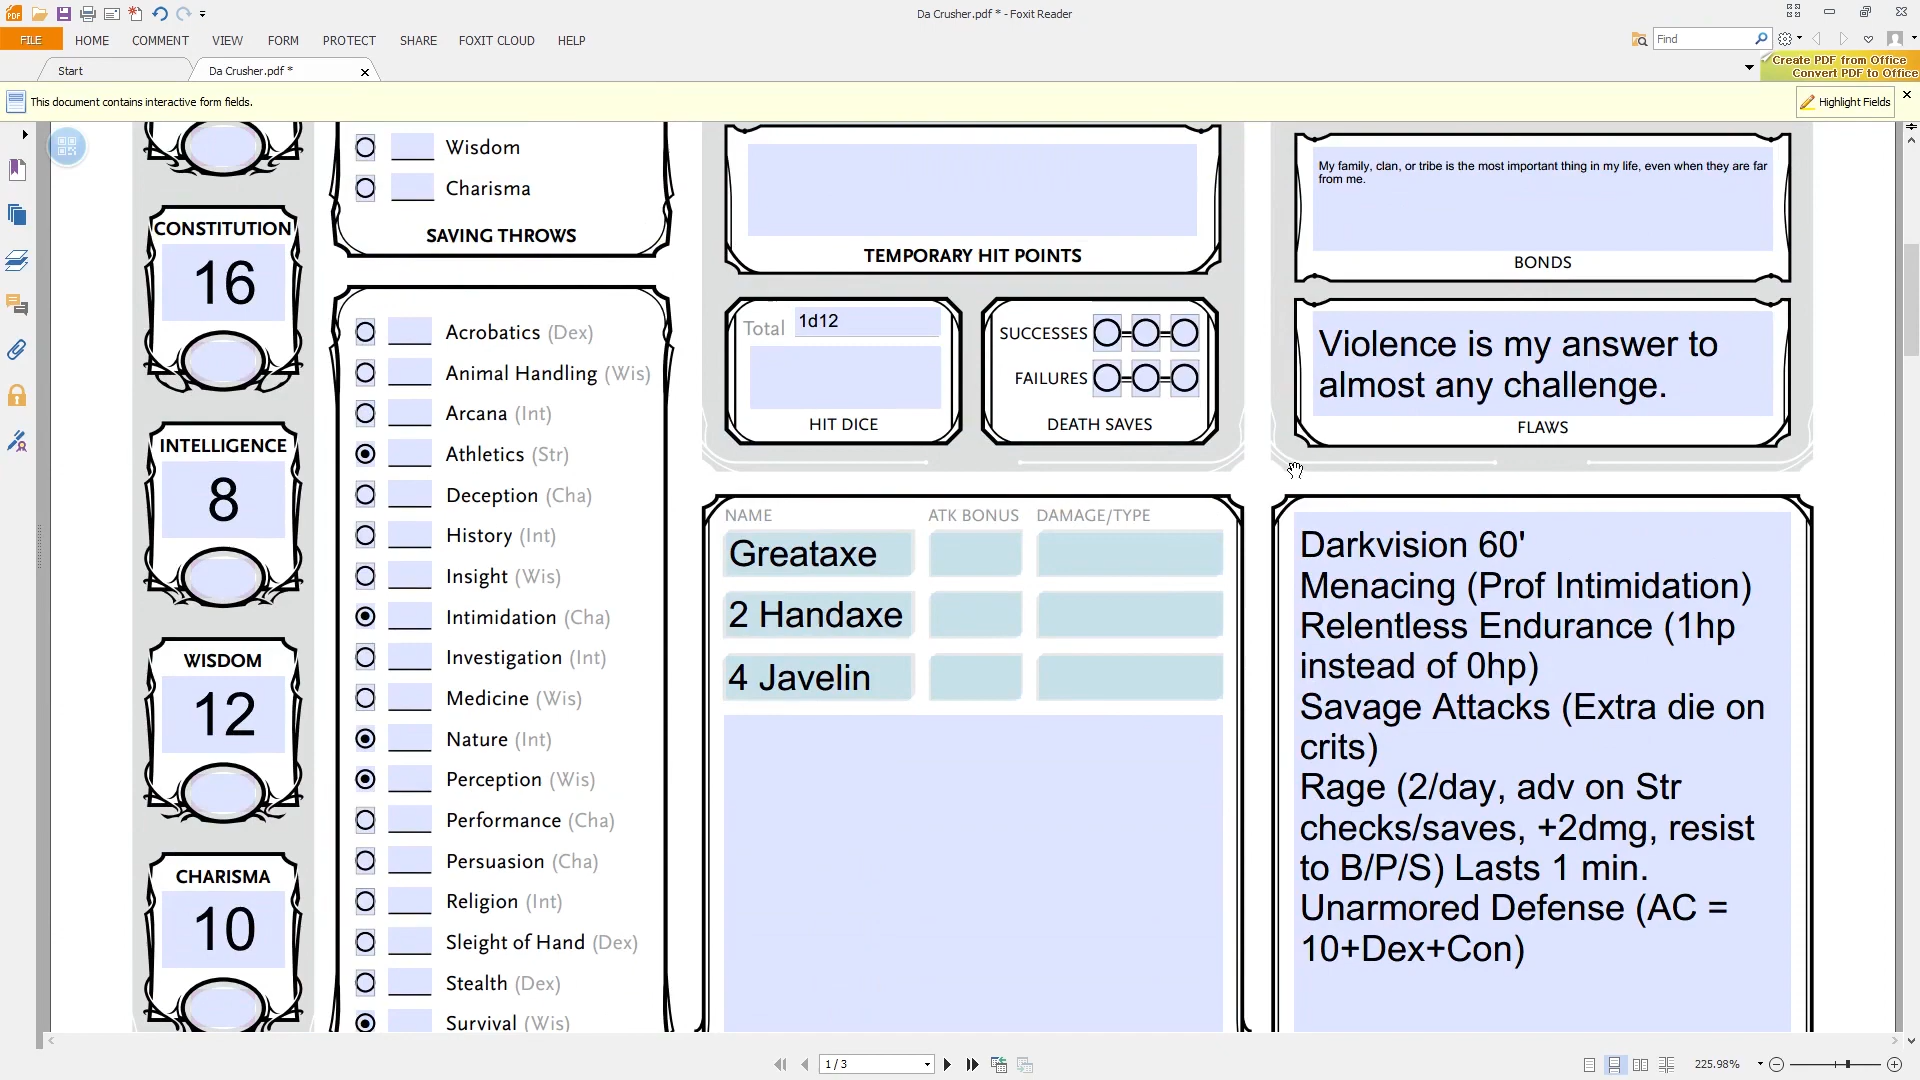 Da Crusher.pdf * - Foxit Reader
FILE
HOME
COMMENT
VIEW
FORM
PROTECT
SHARE
FOXIT CLOUD
HELP
Find
Start
Da Crusher.pdf *
Create PDF from Office
Convert PDF to Office
This document contains interactive form fields.
Highlight Fields
CONSTITUTION
16
INTELLIGENCE
8
WISDOM
12
CHARISMA
10
Wisdom
Charisma
SAVING THROWS
Acrobatics (Dex)
Animal Handling (Wis)
Arcana (Int)
Athletics (Str)
Deception (Cha)
History (Int)
Insight (Wis)
Intimidation (Cha)
Investigation (Int)
Medicine (Wis)
Nature (Int)
Perception (Wis)
Performance (Cha)
Persuasion (Cha)
Religion (Int)
Sleight of Hand (Dex)
Stealth (Dex)
Survival (Wis)
TEMPORARY HIT POINTS
Total 1d12
HIT DICE
SUCCESSES
FAILURES
DEATH SAVES
NAME ATK BONUS DAMAGE/TYPE
Greataxe
2 Handaxe
4 Javelin
My family, clan, or tribe is the most important thing in my life, even when they are far
from me.
BONDS
Violence is my answer to
almost any challenge.
FLAWS
Darkvision 60'
Menacing (Prof Intimidation)
Relentless Endurance (1hp
instead of 0hp)
Savage Attacks (Extra die on
crits)
Rage (2/day, adv on Str
checks/saves, +2dmg, resist
to B/P/S) Lasts 1 min.
Unarmored Defense (AC =
10+Dex+Con)
1 / 3
225.98%